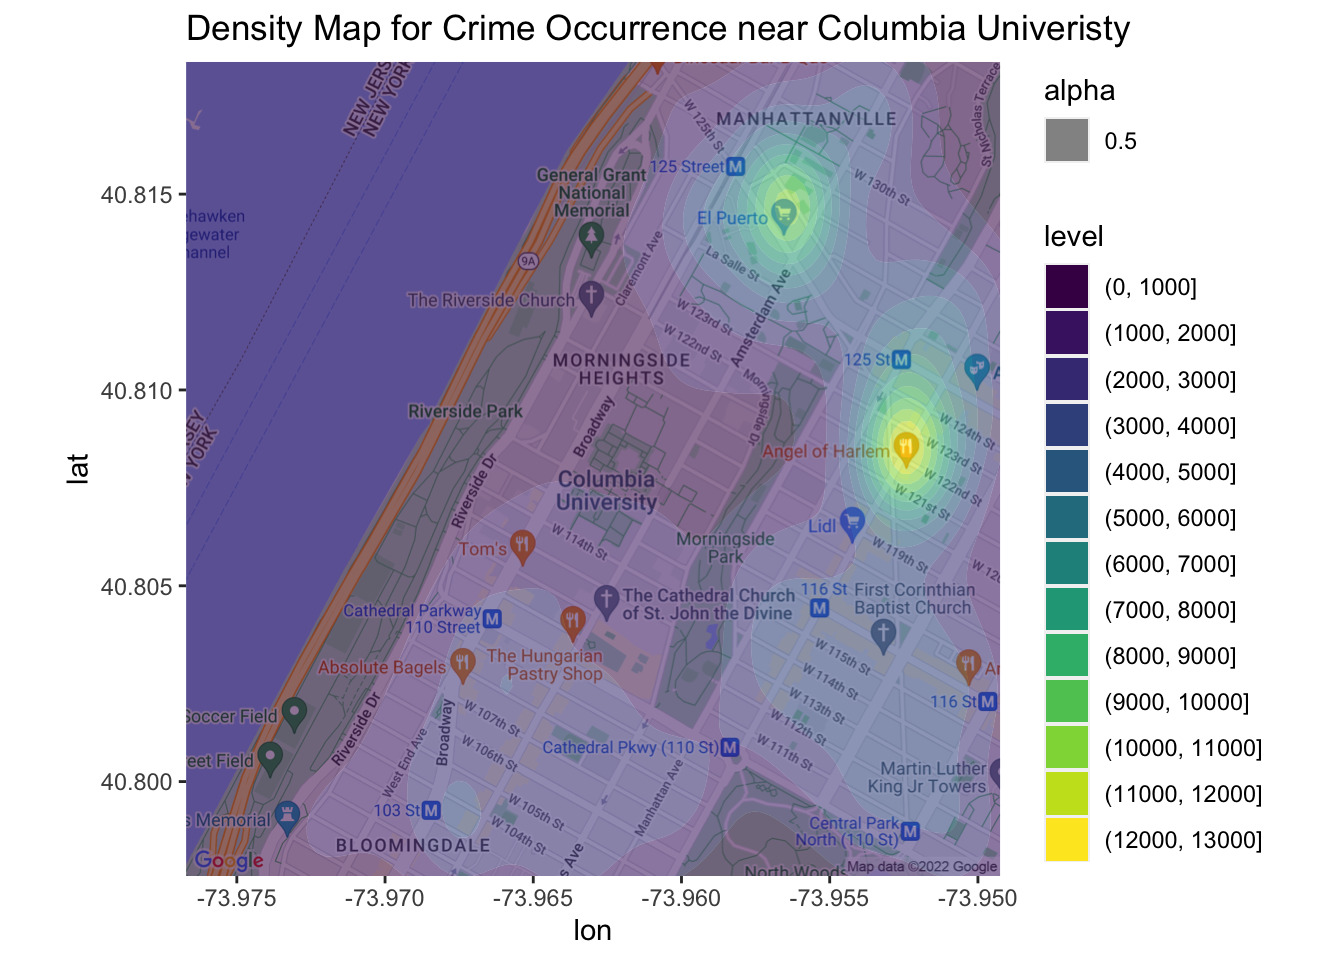 Density Map for Crime Occurrence near Columbia Univeristy
NEW JERS
NEW YORK
W 125th St
MANHATTANVILLE
St Nicholas Terrace
125 Street
W 130th St
General Grant
National
Memorial
El Puerto
hawken
gewater
hannel
La Salle St
Claremont Ave
9A
The Riverside Church
W 123rd St
W 122nd St
Amsterdam Ave
MORNINGSIDE
HEIGHTS
125 St
Morningside Dr
Riverside Park
Broadway
W 124th St
W 123rd St
W 122nd St
W 121st St
Angel of Harlem
SEY
YORK
Columbia
University
Riverside Dr
Lidl
Tom's
W 114th St
Morningside
Park
W 119th St
W 120
116 St
First Corinthian
Baptist Church
Cathedral Parkway
110 Street
The Cathedral Church
of St. John the Divine
Absolute Bagels
The Hungarian
Pastry Shop
W 115th St
W 114th St
W 113th St
W 112th St
W 111th St
116 St
Soccer Field
Riverside Dr
Broadway
W 107th St
W 106th St
Cathedral Pkwy (110 St)
eet Field
West End Ave
Manhattan Ave
Martin Luther
King Jr Towers
s Memorial
103 St
W 105th St
W 104th St
BLOOMINGDALE
s Ave
Central Park
North (110 St)
North Woods
Google
Map data ©2022 Google
40.815
40.810
40.805
40.800
lat
-73.975
-73.970
-73.965
-73.960
-73.955
-73.950
lon
alpha
0.5
level
(0, 1000]
(1000, 2000]
(2000, 3000]
(3000, 4000]
(4000, 5000]
(5000, 6000]
(6000, 7000]
(7000, 8000]
(8000, 9000]
(9000, 10000]
(10000, 11000]
(11000, 12000]
(12000, 13000]